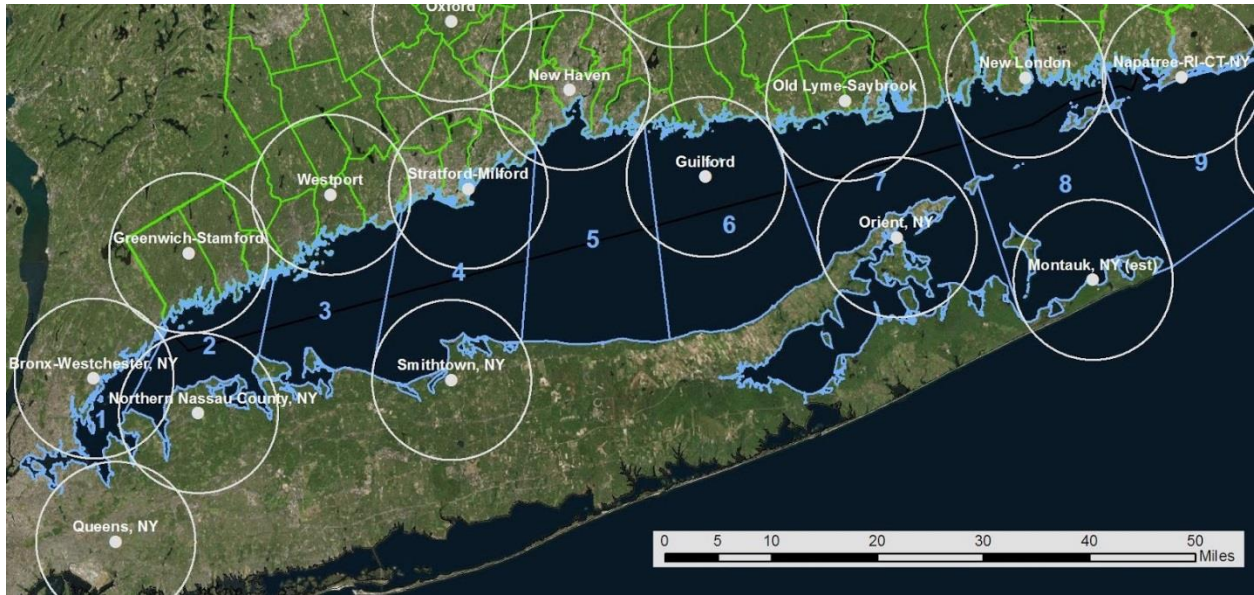 Oxford
New Haven
Old Lyme-Saybrook
New London
Napatree-RI-CT-NY
Westport
Stratford-Milford
Guilford
9
Greenwich-Stamford
7
8
Orient, NY
6
5
4
Montauk, NY (est)
3
2
Bronx-Westchester, NY
Smithtown, NY
Northern Nassau County, NY
1
Queens, NY
0 5 10 20 30 40 50
Miles